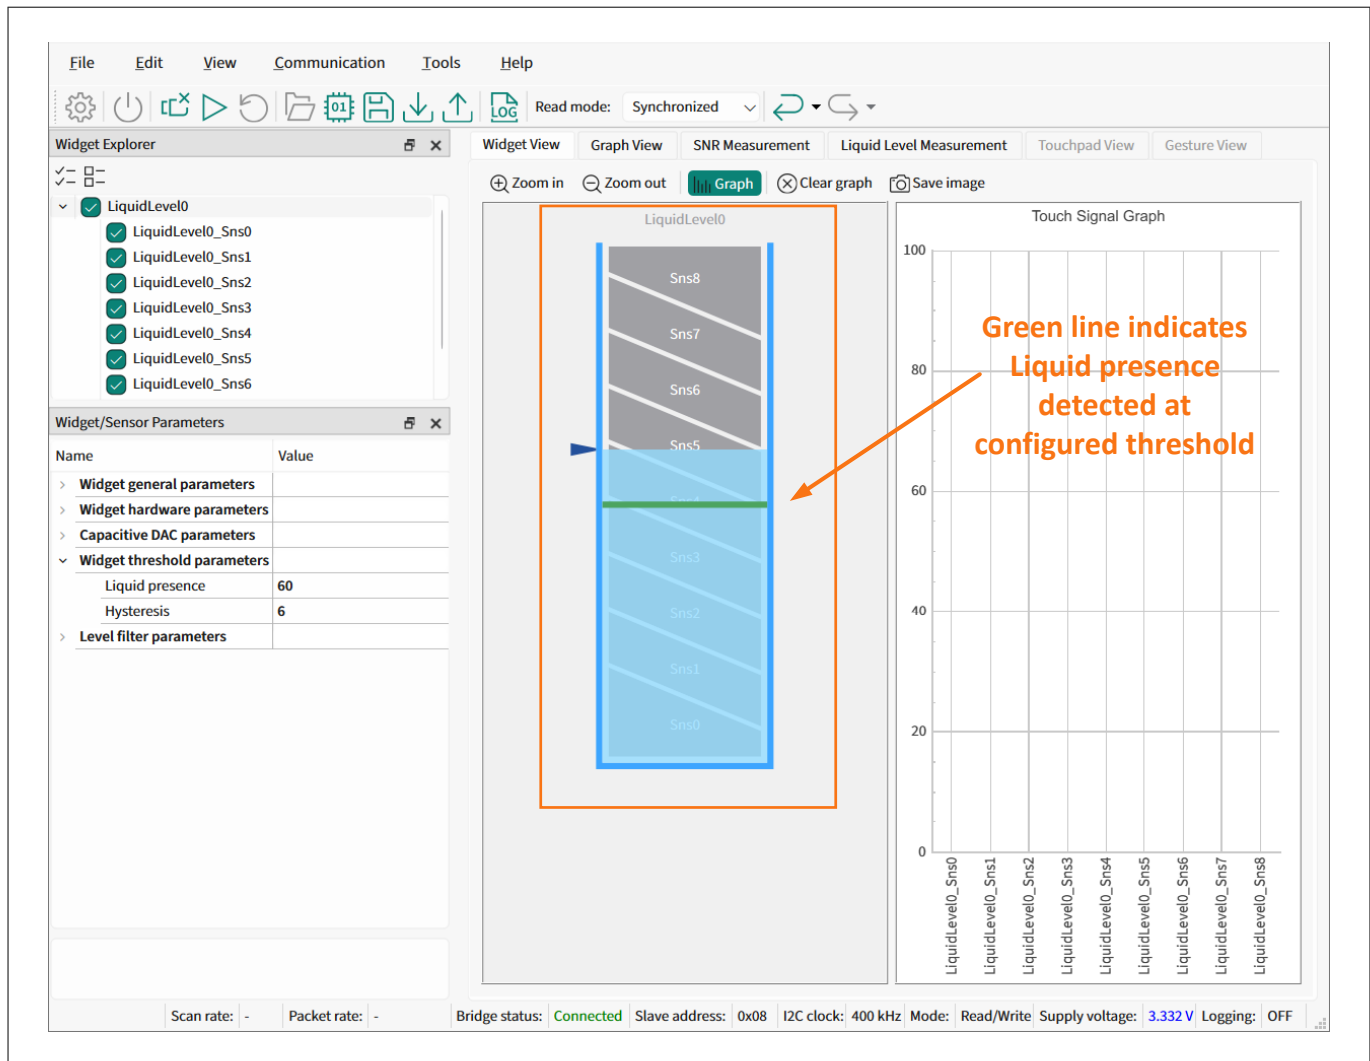 File Edit View Communication Tools Help
01 LOG Read mode: Synchronized
Widget Explorer
LiquidLevel0
LiquidLevel0_Sns0
LiquidLevel0_Sns1
LiquidLevel0_Sns2
LiquidLevel0_Sns3
LiquidLevel0_Sns4
LiquidLevel0_Sns5
LiquidLevel0_Sns6
Widget/Sensor Parameters
Name Value
Widget general parameters
Widget hardware parameters
Capacitive DAC parameters
Widget threshold parameters
Liquid presence 60
Hysteresis 6
Level filter parameters
Widget View Graph View SNR Measurement Liquid Level Measurement Touchpad View Gesture View
Zoom in Zoom out Graph Clear graph Save image
LiquidLevel0
Sns8
Sns7
Sns6
Sns5
Sns4
Sns3
Sns2
Sns1
Sns0
Touch Signal Graph
100
80
60
40
20
0
Green line indicates
Liquid presence
detected at
configured threshold
LiquidLevel0_Sns0
LiquidLevel0_Sns1
LiquidLevel0_Sns2
LiquidLevel0_Sns3
LiquidLevel0_Sns4
LiquidLevel0_Sns5
LiquidLevel0_Sns6
LiquidLevel0_Sns7
LiquidLevel0_Sns8
Scan rate: - Packet rate: - Bridge status: Connected Slave address: 0x08 I2C clock: 400 kHz Mode: Read/Write Supply voltage: 3.332 V Logging: OFF